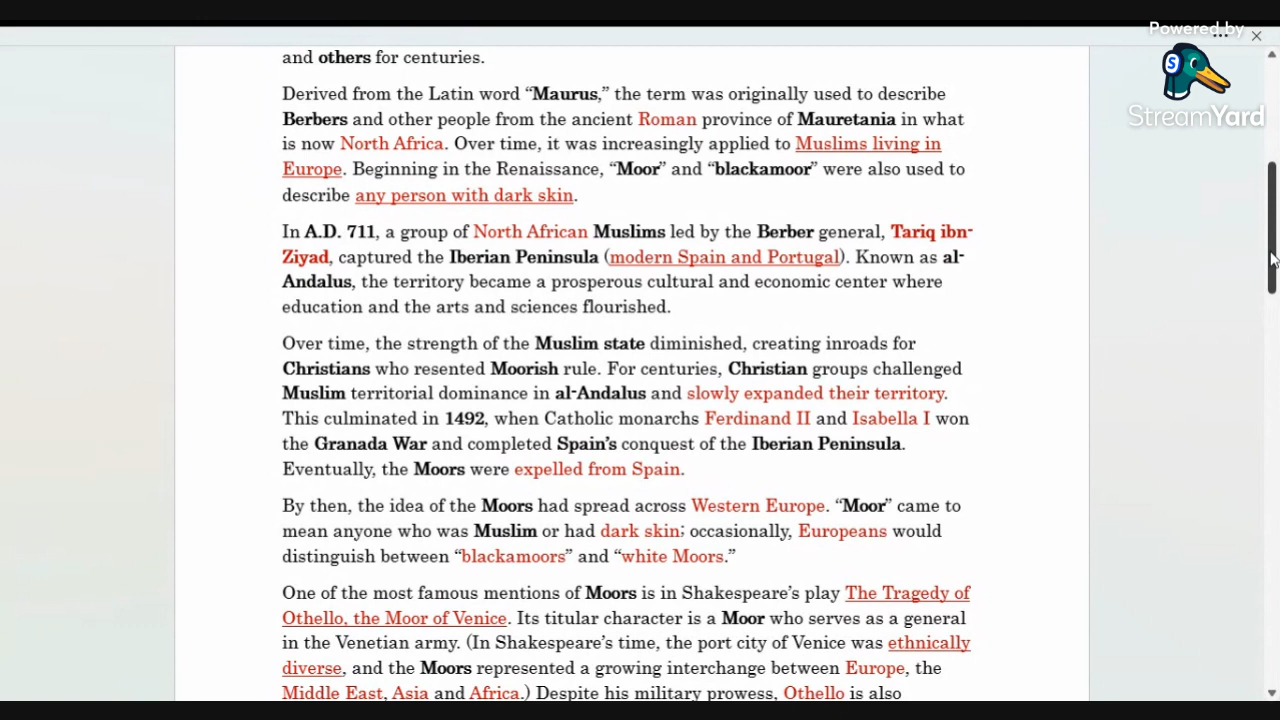 Powered by
StreamYard
and others for centuries.
Derived from the Latin word “Maurus,” the term was originally used to describe
Berbers and other people from the ancient Roman province of Mauretania in what
is now North Africa. Over time, it was increasingly applied to Muslims living in
Europe. Beginning in the Renaissance, “Moor” and “blackamoor” were also used to
describe any person with dark skin.
In A.D. 711, a group of North African Muslims led by the Berber general, Tariq ibn-
Ziyad, captured the Iberian Peninsula (modern Spain and Portugal). Known as al-
Andalus, the territory became a prosperous cultural and economic center where
education and the arts and sciences flourished.
Over time, the strength of the Muslim state diminished, creating inroads for
Christians who resented Moorish rule. For centuries, Christian groups challenged
Muslim territorial dominance in al-Andalus and slowly expanded their territory.
This culminated in 1492, when Catholic monarchs Ferdinand II and Isabella I won
the Granada War and completed Spain’s conquest of the Iberian Peninsula.
Eventually, the Moors were expelled from Spain.
By then, the idea of the Moors had spread across Western Europe. “Moor” came to
mean anyone who was Muslim or had dark skin; occasionally, Europeans would
distinguish between “blackamoors” and “white Moors.”
One of the most famous mentions of Moors is in Shakespeare’s play The Tragedy of
Othello, the Moor of Venice. Its titular character is a Moor who serves as a general
in the Venetian army. (In Shakespeare’s time, the port city of Venice was ethnically
diverse, and the Moors represented a growing interchange between Europe, the
Middle East, Asia and Africa.) Despite his military prowess, Othello is also